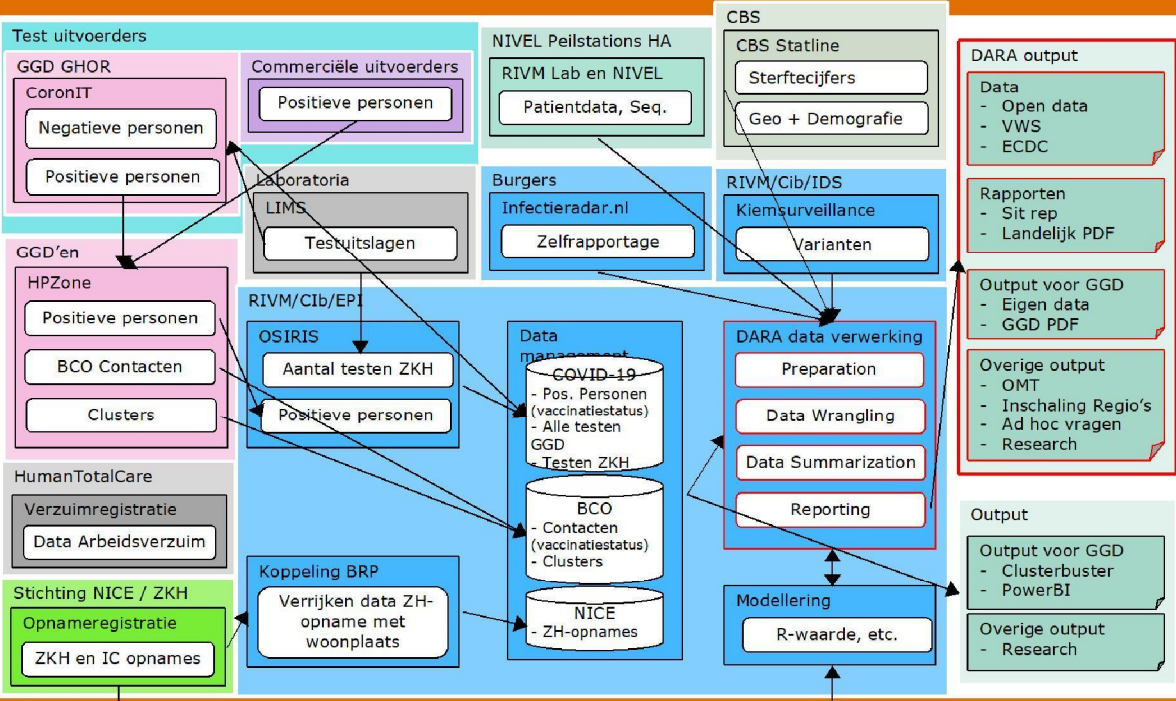 Test uitvoerders
GGD GHOR
CoronIT
Negatieve personen
Positieve personen
Commerciële uitvoerders
Positieve personen
NIVEL Peilstations HA
RIVM Lab en NIVEL
Patientdata, Seq.
CBS
CBS Statline
Sterftecijfers
Geo + Demografie
Laboratoria
LIMS
Testuitslagen
Burgers
Infectieradar.nl
Zelfrapportage
RIVM/Cib/IDS
Kiemsurveillance
Varianten
GGD'en
HPZone
Positieve personen
BCO Contacten
Clusters
HumanTotalCare
Verzuimregistratie
Data Arbeidsverzuim
Stichting NICE / ZKH
Opnameregistratie
ZKH en IC opnames
RIVM/CIb/EPI
OSIRIS
Aantal testen ZKH
Positieve personen
Koppeling BRP
Verrijken data ZH-
opname met
woonplaats
Data
management
COVID-19
- Pos. Personen
(vaccinatiestatus)
- Alle testen
GGD
- Testen ZKH
BCO
- Contacten
(vaccinatiestatus)
- Clusters
NICE
- ZH-opnames
DARA data verwerking
Preparation
Data Wrangling
Data Summarization
Reporting
Modellering
R-waarde, etc.
DARA output
Data
- Open data
- VWS
- ECDC
Rapporten
- Sit rep
- Landelijk PDF
Output voor GGD
- Eigen data
- GGD PDF
Overige output
- OMT
- Inschaling Regio's
- Ad hoc vragen
- Research
Output
Output voor GGD
- Clusterbuster
- PowerBI
Overige output
- Research